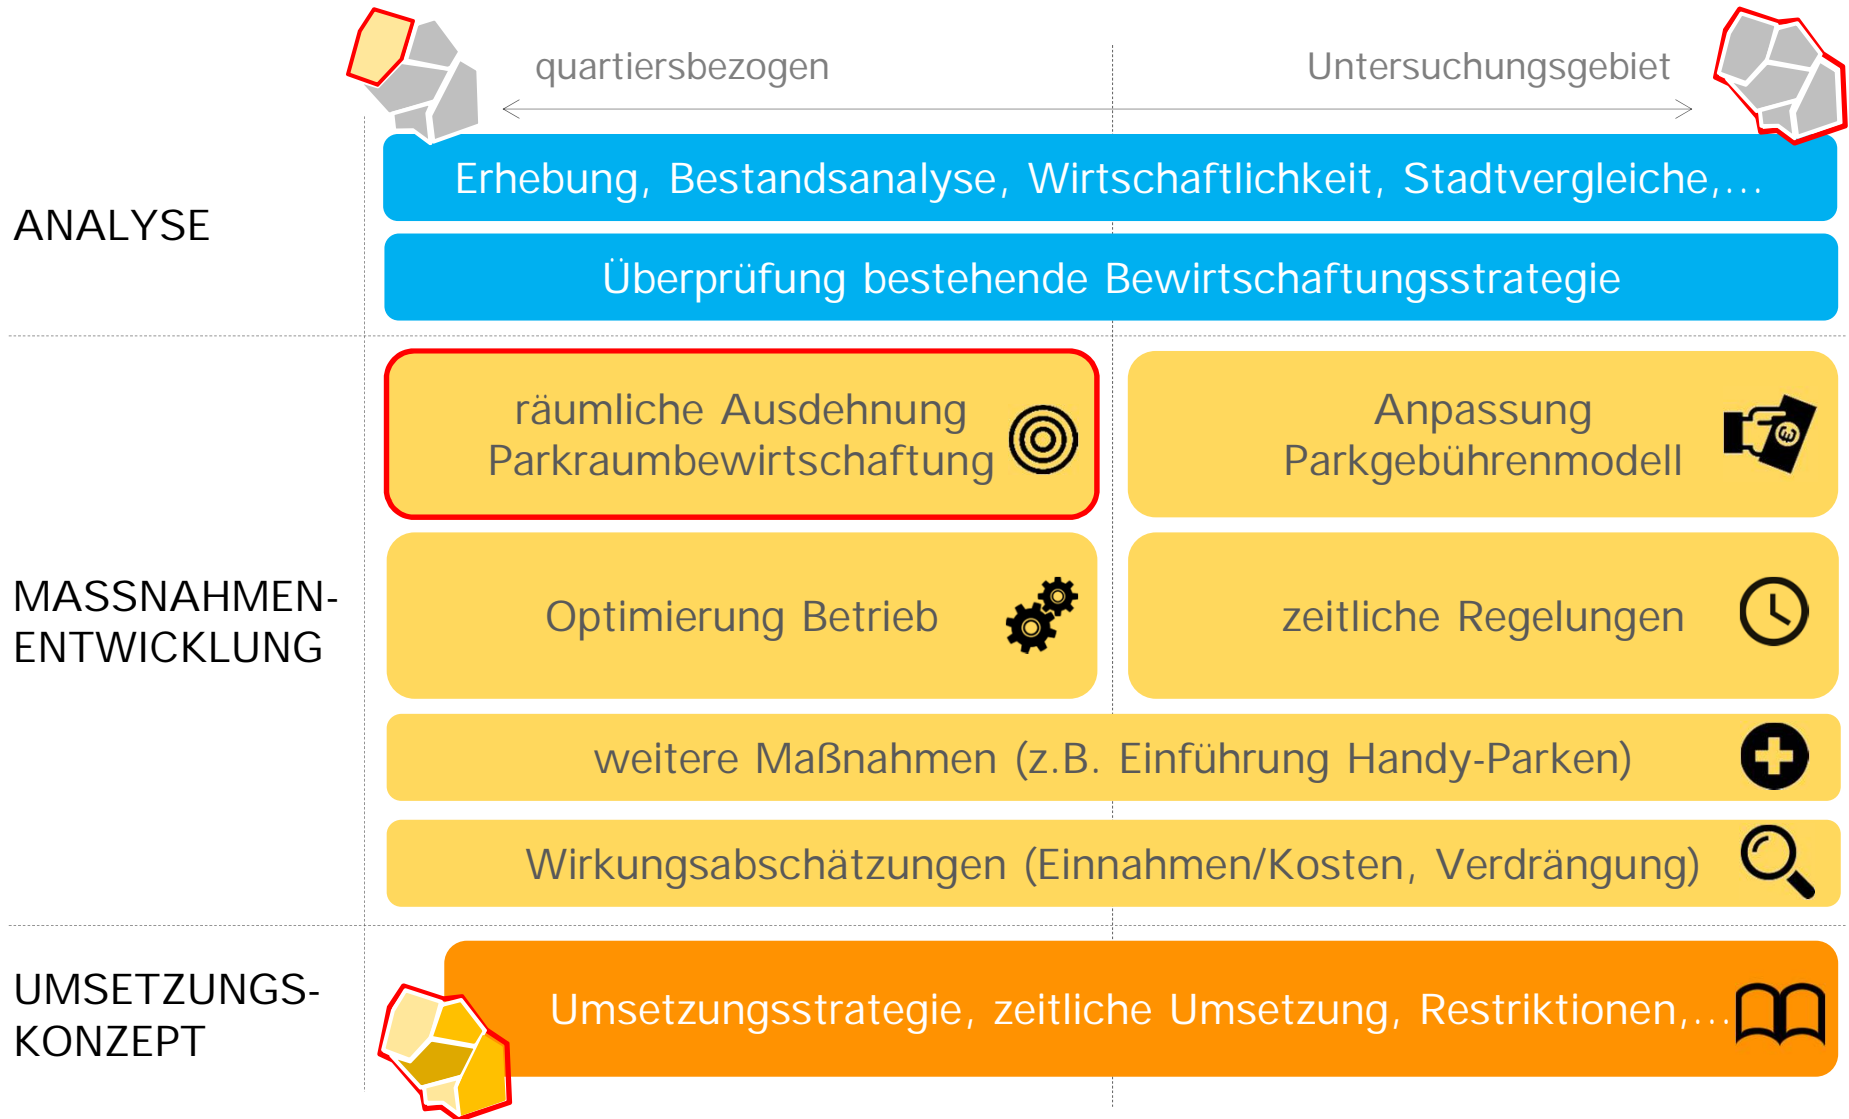 quartiersbezogen
Untersuchungsgebiet
ANALYSE
Erhebung, Bestandsanalyse, Wirtschaftlichkeit, Stadtvergleiche,...
Überprüfung bestehende Bewirtschaftungsstrategie
MASSNAHMEN-
ENTWICKLUNG
räumliche Ausdehnung
Parkraumbewirtschaftung
Anpassung
Parkgebührenmodell
Optimierung Betrieb
zeitliche Regelungen
weitere Maßnahmen (z.B. Einführung Handy-Parken)
Wirkungsabschätzungen (Einnahmen/Kosten, Verdrängung)
UMSETZUNGS-
KONZEPT
Umsetzungsstrategie, zeitliche Umsetzung, Restriktionen,...